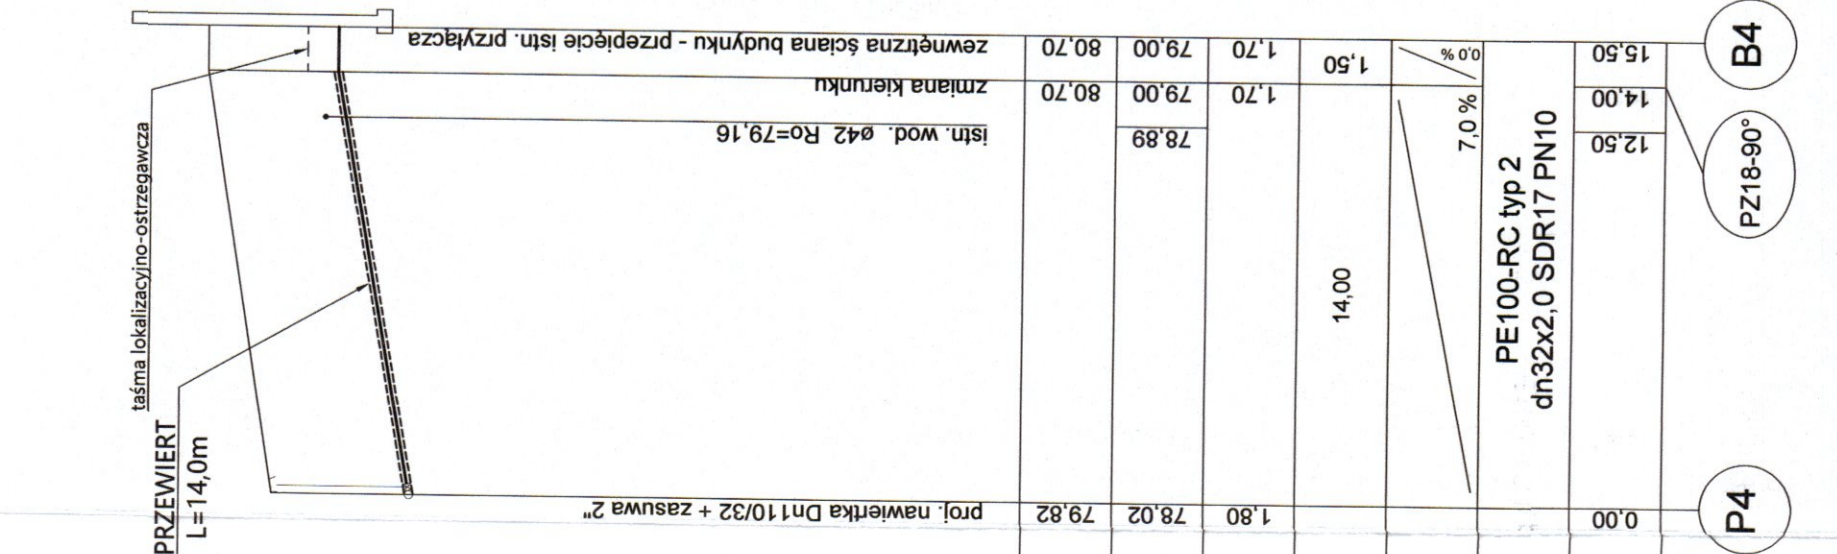 taśma lokalizacyjno-ostrzegawcza
PRZEWIERT
L=14,0m
proj. nawiertka Dn110/32 + zasuwa 2"
istn. wod. ø42 Ro=79,16
zmiana kierunku
zewnętrzna ściana budynku - przepięcie istn. przyłącza
79,82
80,70
80,70
78,02
78,89
79,00
79,00
1,80
1,70
1,70
14,00
1,50
7,0 %
0,0 %
PE100-RC typ 2
dn32x2,0 SDR17 PN10
0,00
12,50
14,00
15,50
P4
PZ18-90°
B4